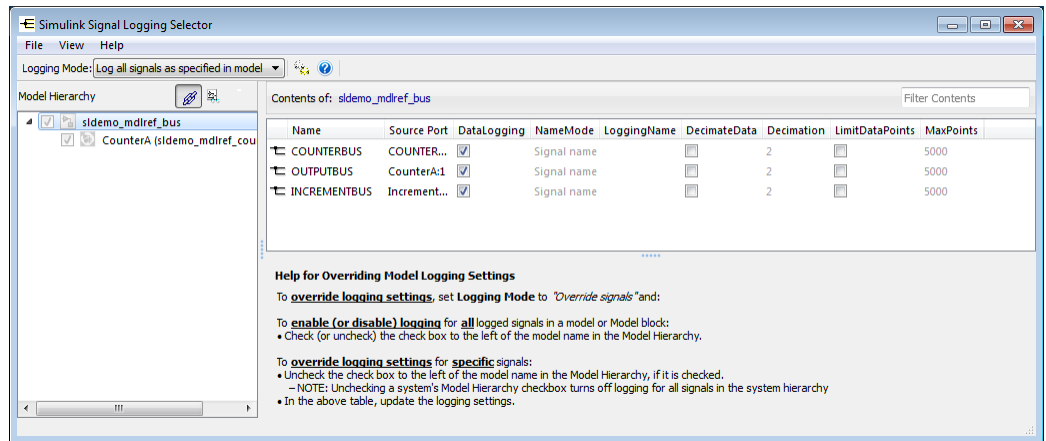 Simulink Signal Logging Selector
File View Help
Logging Mode: Log all signals as specified in model
Model Hierarchy
Contents of: sldemo_mdlref_bus
Filter Contents
sldemo_mdlref_bus
CounterA (sldemo_mdlref_cou
Name Source Port DataLogging NameMode LoggingName DecimateData Decimation LimitDataPoints MaxPoints
COUNTERBUS COUNTER... Signal name 2 5000
OUTPUTBUS CounterA:1 Signal name 2 5000
INCREMENTBUS Increment... Signal name 2 5000
Help for Overriding Model Logging Settings
To override logging settings, set Logging Mode to "Override signals" and:
To enable (or disable) logging for all logged signals in a model or Model block:
• Check (or uncheck) the check box to the left of the model name in the Model Hierarchy.
To override logging settings for specific signals:
• Uncheck the check box to the left of the model name in the Model Hierarchy, if it is checked.
– NOTE: Unchecking a system's Model Hierarchy checkbox turns off logging for all signals in the system hierarchy
• In the above table, update the logging settings.